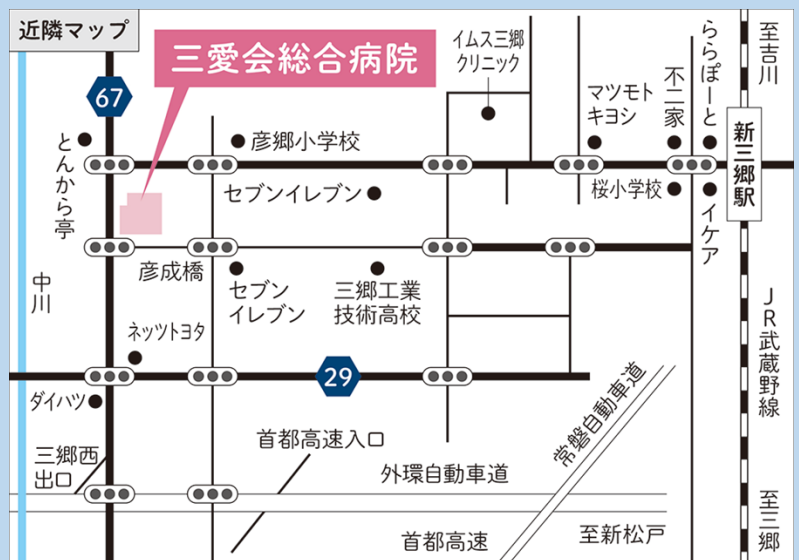 近隣マップ
三愛会総合病院
67
とんから亭
彦郷小学校
イムス三郷
クリニック
マツモト
キヨシ
不二家
ららぽーと
至吉川
新三郷駅
セブンイレブン
桜小学校
イケア
中川
彦成橋
セブン
イレブン
三郷工業
技術高校
ネッツトヨタ
29
JR武蔵野線
ダイハツ
常磐自動車道
三郷西
出口
首都高速入口
外環自動車道
首都高速
至新松戸
至三郷